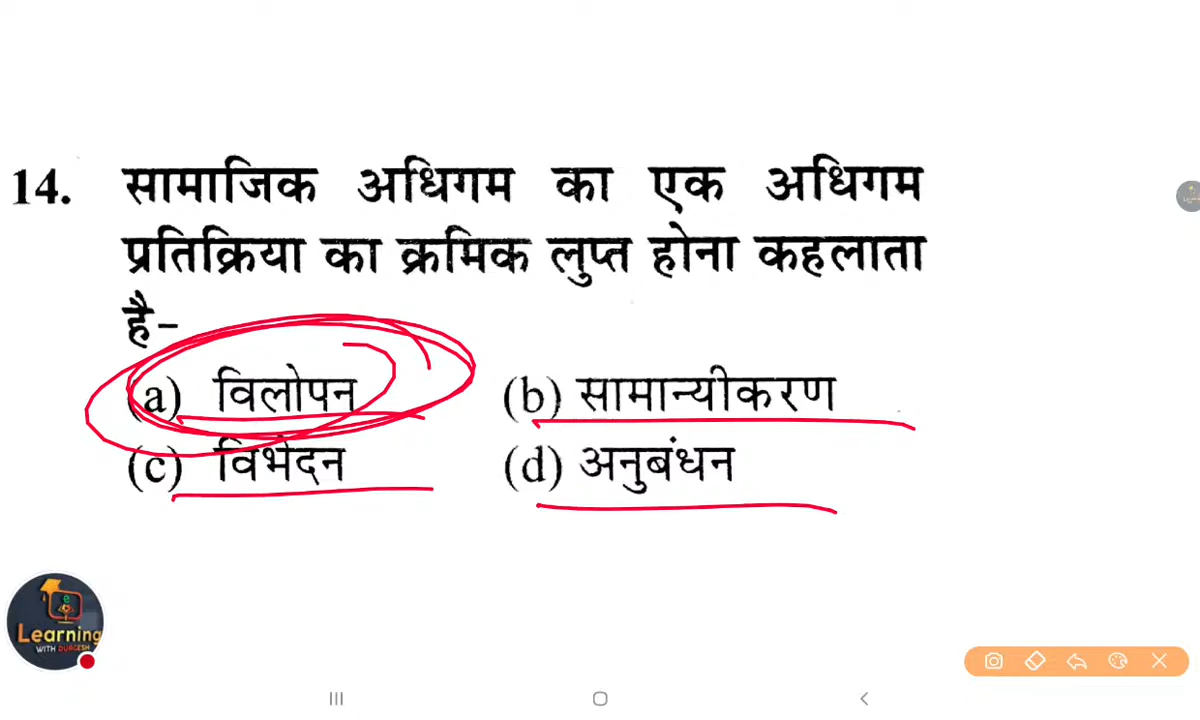 14. सामाजिक अधिगम का एक अधिगम
प्रतिक्रिया का क्रमिक लुप्त होना कहलाता
है-
(a) विलोपन (b) सामान्यीकरण
(c) विभेदन (d) अनुबंधन
e
Learning
WITH DURGESH